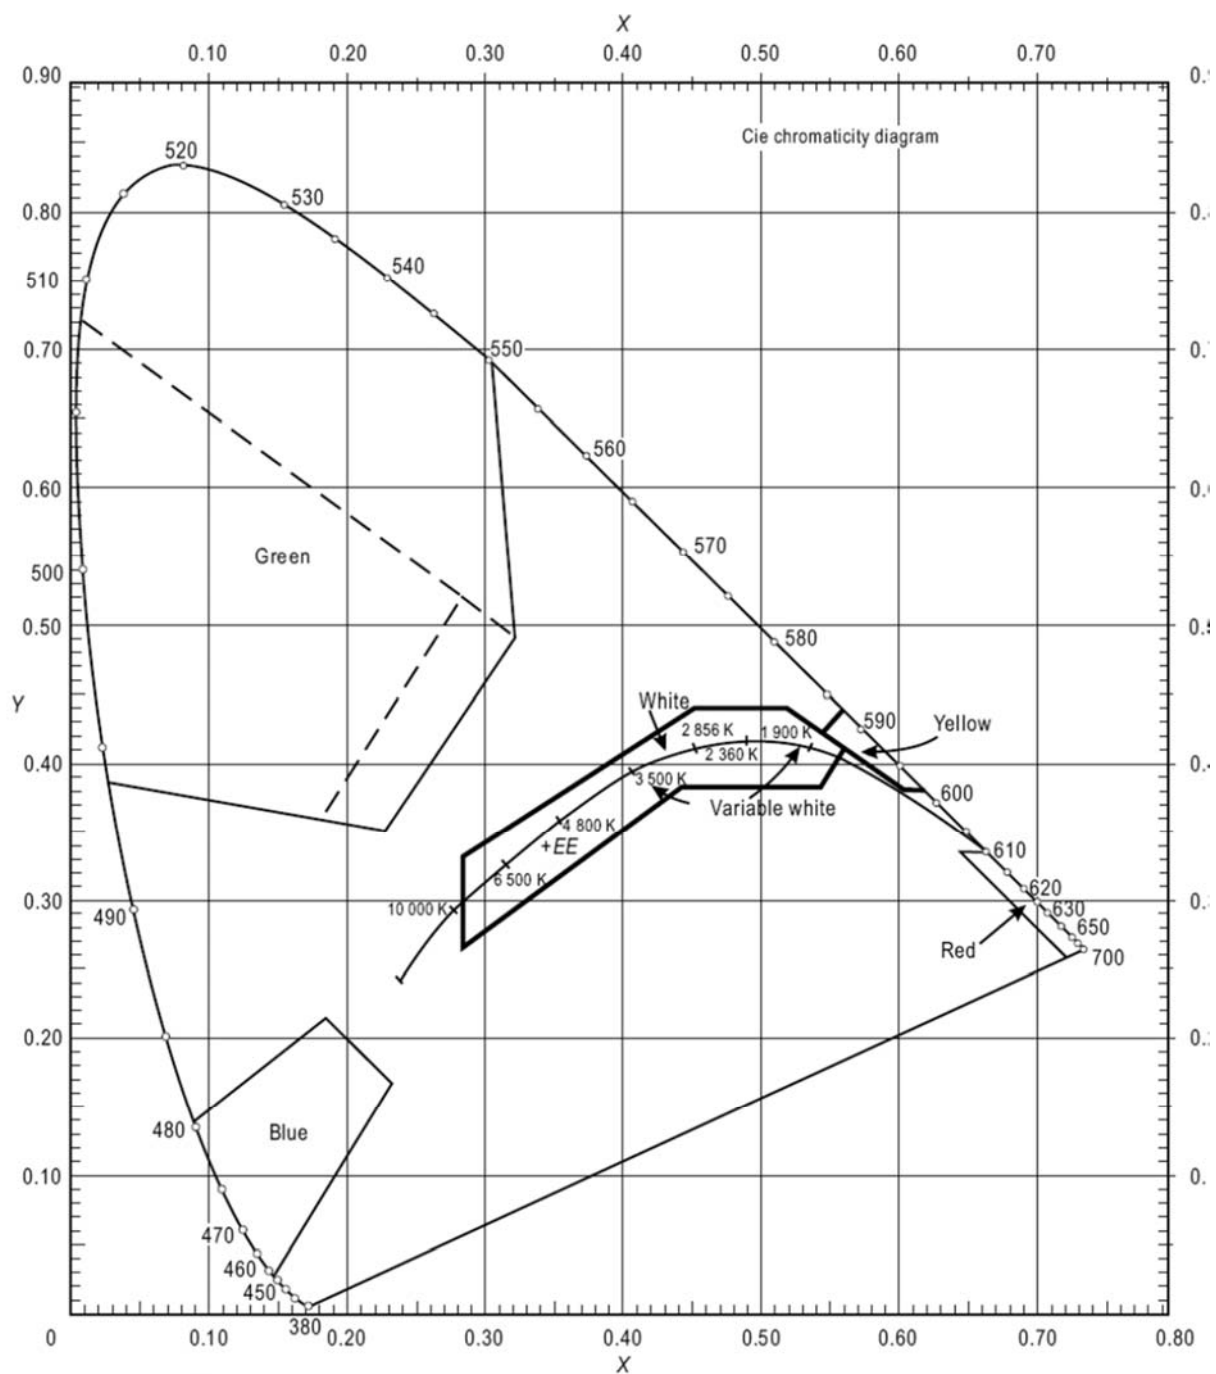 X
0.10 0.20 0.30 0.40 0.50 0.60 0.70
0.90
Cie chromaticity diagram
520
530
0.80
540
510
0.70
550
560
0.60
570
Green
500
0.50
580
White
Y
590
Yellow
2 856 K
1 900 K
2 360 K
0.40
3 500 K
600
Variable white
4 800 K
+EE
610
6 500 K
620
0.30
10 000 K
630
490
650
Red
700
0.20
480
Blue
0.10
470
460
450
380
0 0.10 0.20 0.30 0.40 0.50 0.60 0.70 0.80
X